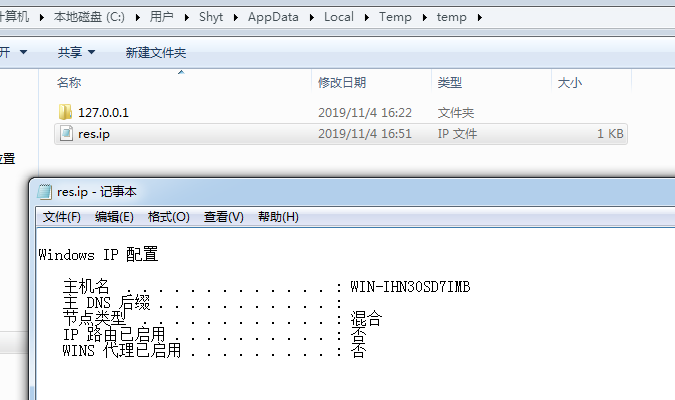 计算机 ▸ 本地磁盘 (C:) ▸ 用户 ▸ Shyt ▸ AppData ▸ Local ▸ Temp ▸ temp ▸
开 共享 新建文件夹
名称 修改日期 类型 大小
127.0.0.1 2019/11/4 16:22 文件夹
res.ip 2019/11/4 16:51 IP 文件 1 KB
位置
res.ip - 记事本
文件(F) 编辑(E) 格式(O) 查看(V) 帮助(H)
Windows IP 配置
主机名 . . . . . . . . . . . . . : WIN-IHN30SD7IMB
主 DNS 后缀 . . . . . . . . . . . :
节点类型 . . . . . . . . . . . . : 混合
IP 路由已启用 . . . . . . . . . . : 否
WINS 代理已启用 . . . . . . . . . : 否